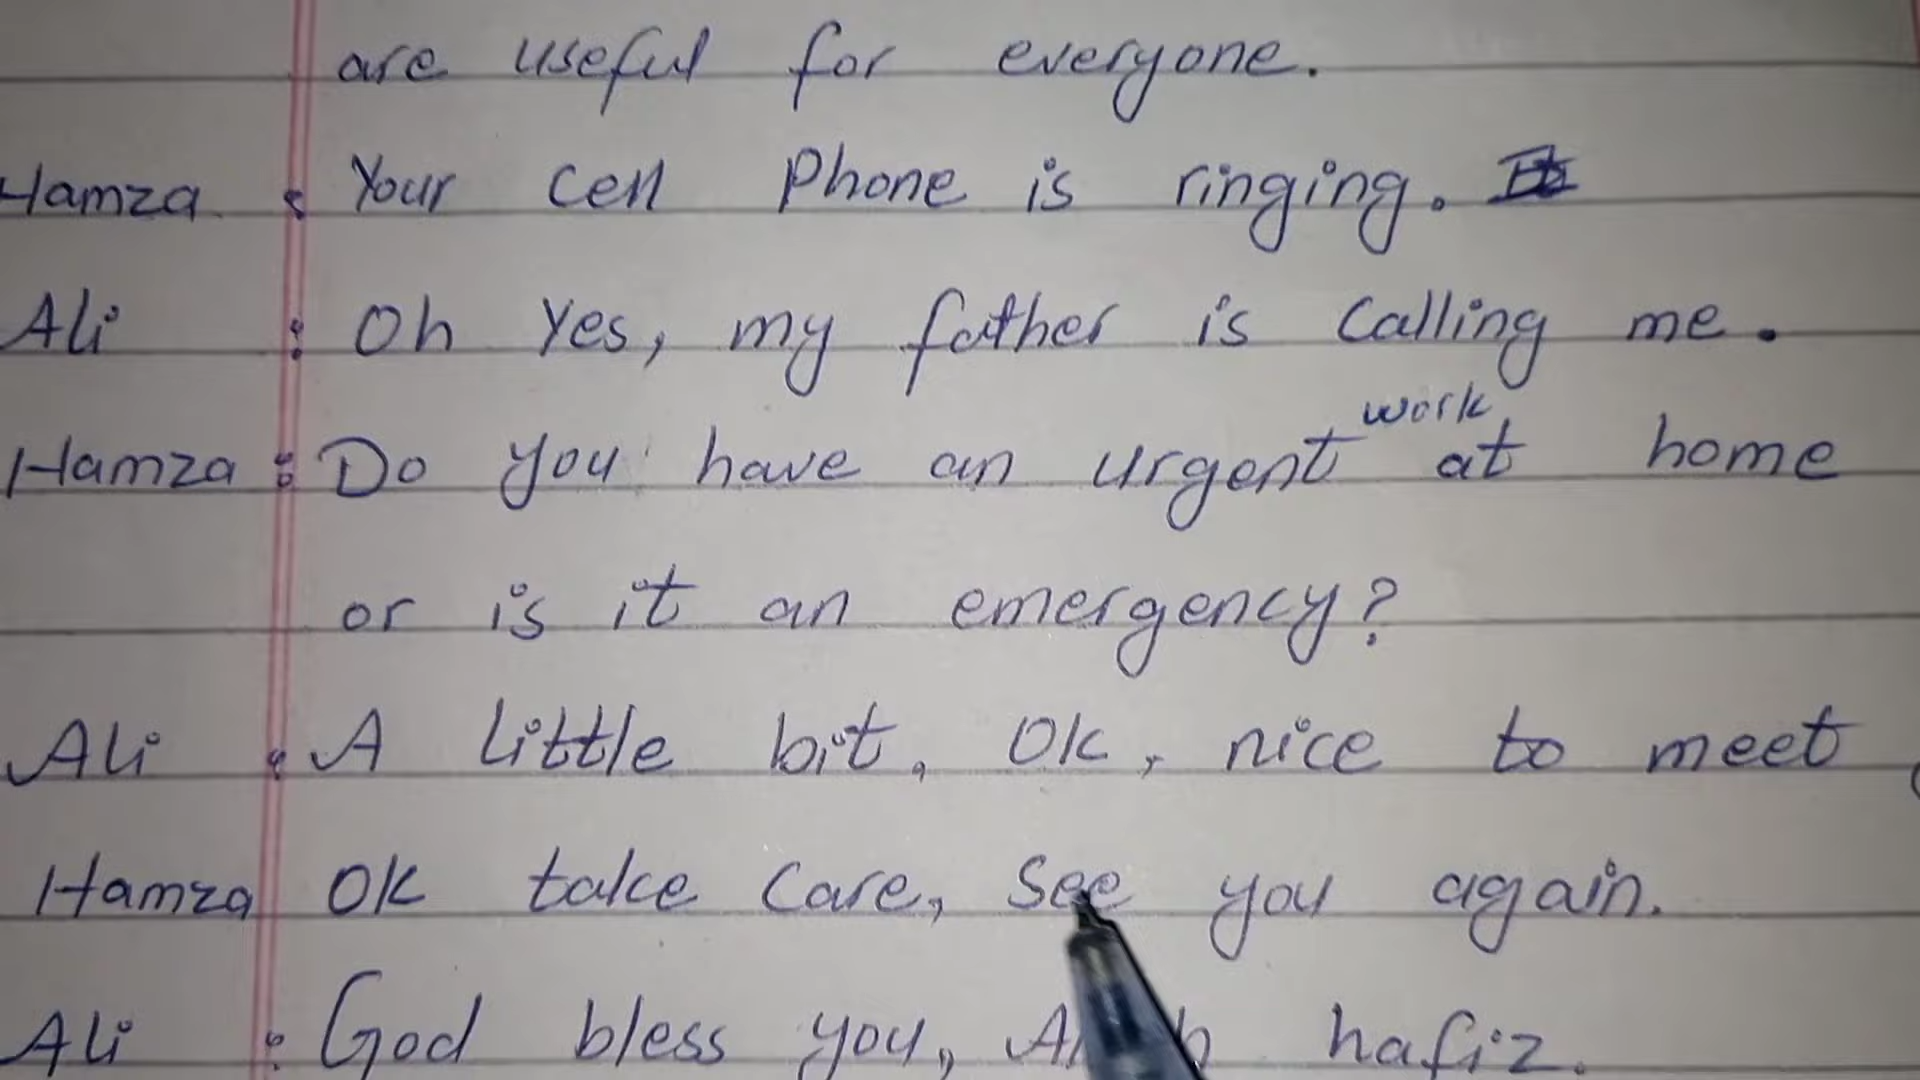 are useful for everyone.
Hamza : Your cell Phone is ringing.
Ali : Oh Yes, my father is Calling me.
work
Hamza : Do you have an urgent at home
or is it an emergency?
Ali : A little bit, Ok, nice to meet
Hamza OK take Care, See you again.
Ali : God bless you, hafiz.